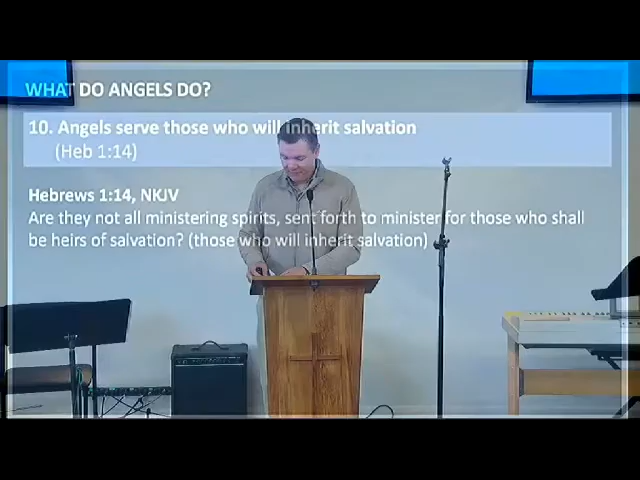 WHAT DO ANGELS DO?
10. Angels serve those who will inherit salvation
(Heb 1:14)
Hebrews 1:14, NKJV
Are they not all ministering spirits, sent forth to minister for those who shall
be heirs of salvation? (those who will inherit salvation)